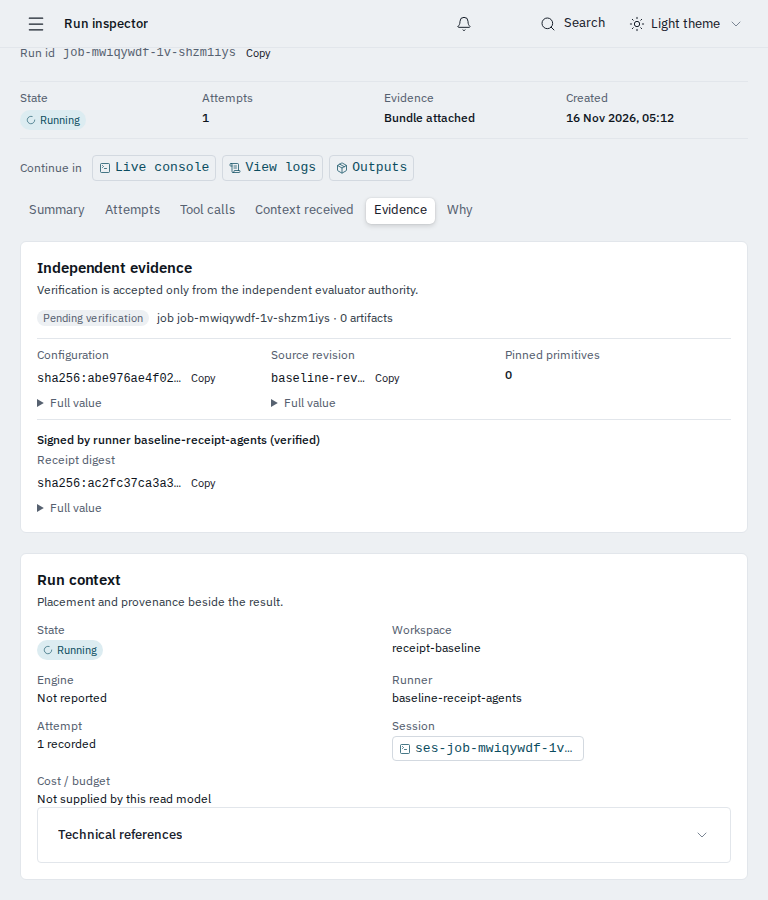 Run inspector
Search
Light theme
Run id job-mwiqywdf-1v-shzm1iys Copy
State Attempts Evidence Created
Running 1 Bundle attached 16 Nov 2026, 05:12
Continue in Live console View logs Outputs
Summary Attempts Tool calls Context received Evidence Why
Independent evidence
Verification is accepted only from the independent evaluator authority.
Pending verification job job-mwiqywdf-1v-shzm1iys · 0 artifacts
Configuration Source revision Pinned primitives
sha256:abe976ae4f02… Copy baseline-rev… Copy 0
Full value Full value
Signed by runner baseline-receipt-agents (verified)
Receipt digest
sha256:ac2fc37ca3a3… Copy
Full value
Run context
Placement and provenance beside the result.
State Workspace
Running receipt-baseline
Engine Runner
Not reported baseline-receipt-agents
Attempt Session
1 recorded ses-job-mwiqywdf-1v…
Cost / budget
Not supplied by this read model
Technical references